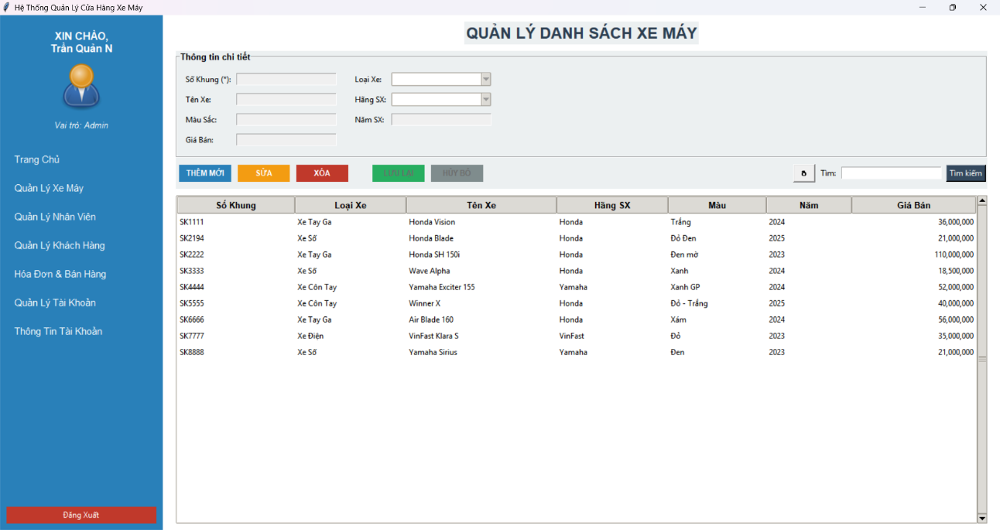 Hệ Thống Quản Lý Cửa Hàng Xe Máy
XIN CHÀO,
Trần Quản N
Vai trò: Admin
Trang Chủ
Quản Lý Xe Máy
Quản Lý Nhân Viên
Quản Lý Khách Hàng
Hóa Đơn & Bán Hàng
Quản Lý Tài Khoản
Thông Tin Tài Khoản
Đăng Xuất
QUẢN LÝ DANH SÁCH XE MÁY
Thông tin chi tiết
Số Khung (*): Loại Xe:
Tên Xe: Hãng SX:
Màu Sắc: Năm SX:
Giá Bán:
THÊM MỚI SỬA XÓA LƯU LẠI HỦY BỎ Tìm: Tìm kiếm
Số Khung Loại Xe Tên Xe Hãng SX Màu Năm Giá Bán
SK1111 Xe Tay Ga Honda Vision Honda Trắng 2024 36,000,000
SK2194 Xe Số Honda Blade Honda Đỏ Đen 2025 21,000,000
SK2222 Xe Tay Ga Honda SH 150i Honda Đen mờ 2023 110,000,000
SK3333 Xe Số Wave Alpha Honda Xanh 2024 18,500,000
SK4444 Xe Côn Tay Yamaha Exciter 155 Yamaha Xanh GP 2024 52,000,000
SK5555 Xe Côn Tay Winner X Honda Đỏ - Trắng 2025 40,000,000
SK6666 Xe Tay Ga Air Blade 160 Honda Xám 2024 56,000,000
SK7777 Xe Điện VinFast Klara S VinFast Đỏ 2023 35,000,000
SK8888 Xe Số Yamaha Sirius Yamaha Đen 2023 21,000,000